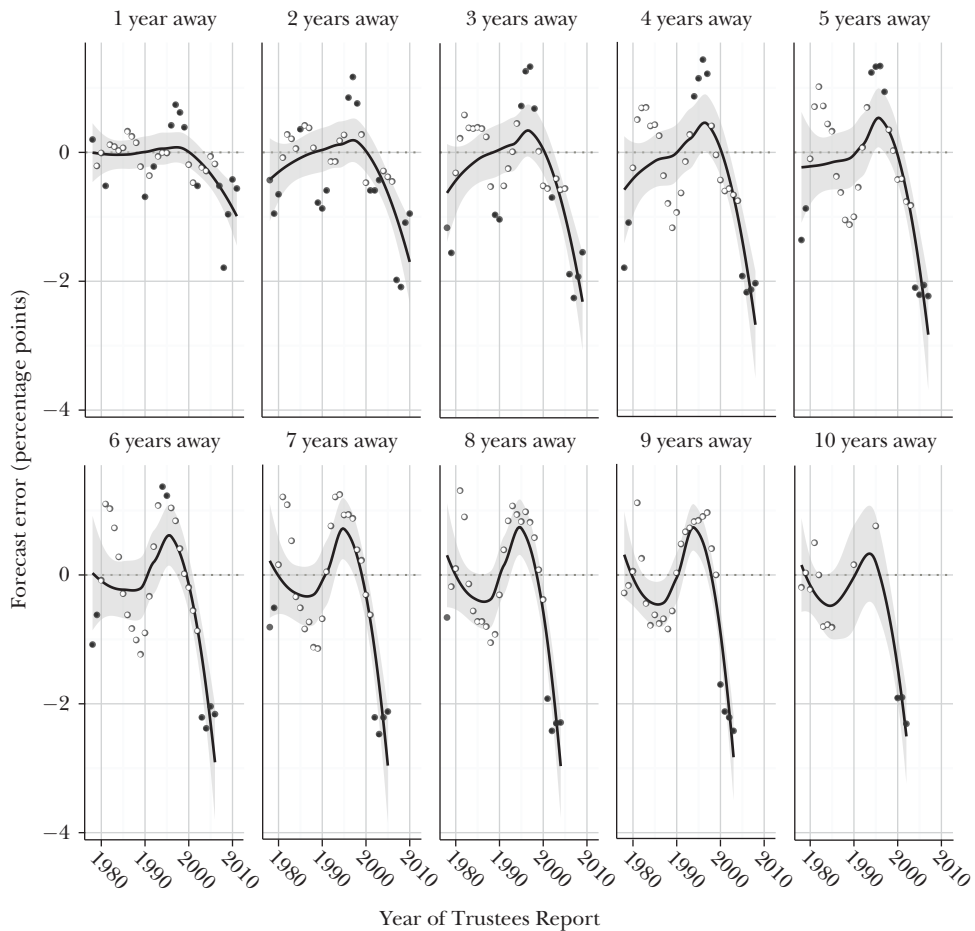 1 year away 2 years away 3 years away 4 years away 5 years away
0
−2
−4
6 years away 7 years away 8 years away 9 years away 10 years away
0
−2
−4
Forecast error (percentage points)
1980 1990 2000 2010 1980 1990 2000 2010 1980 1990 2000 2010 1980 1990 2000 2010 1980 1990 2000 2010
Year of Trustees Report